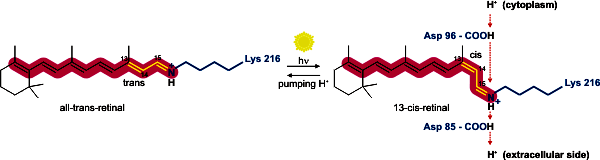 H⁺ (cytoplasm)
Asp 96 - COOH
13 15 Lys 216
+
14 N
trans H
hν
pumping H⁺
all-trans-retinal
13 cis
14
15
Lys 216
N+
H
13-cis-retinal
Asp 85 - COOH
H⁺ (extracellular side)